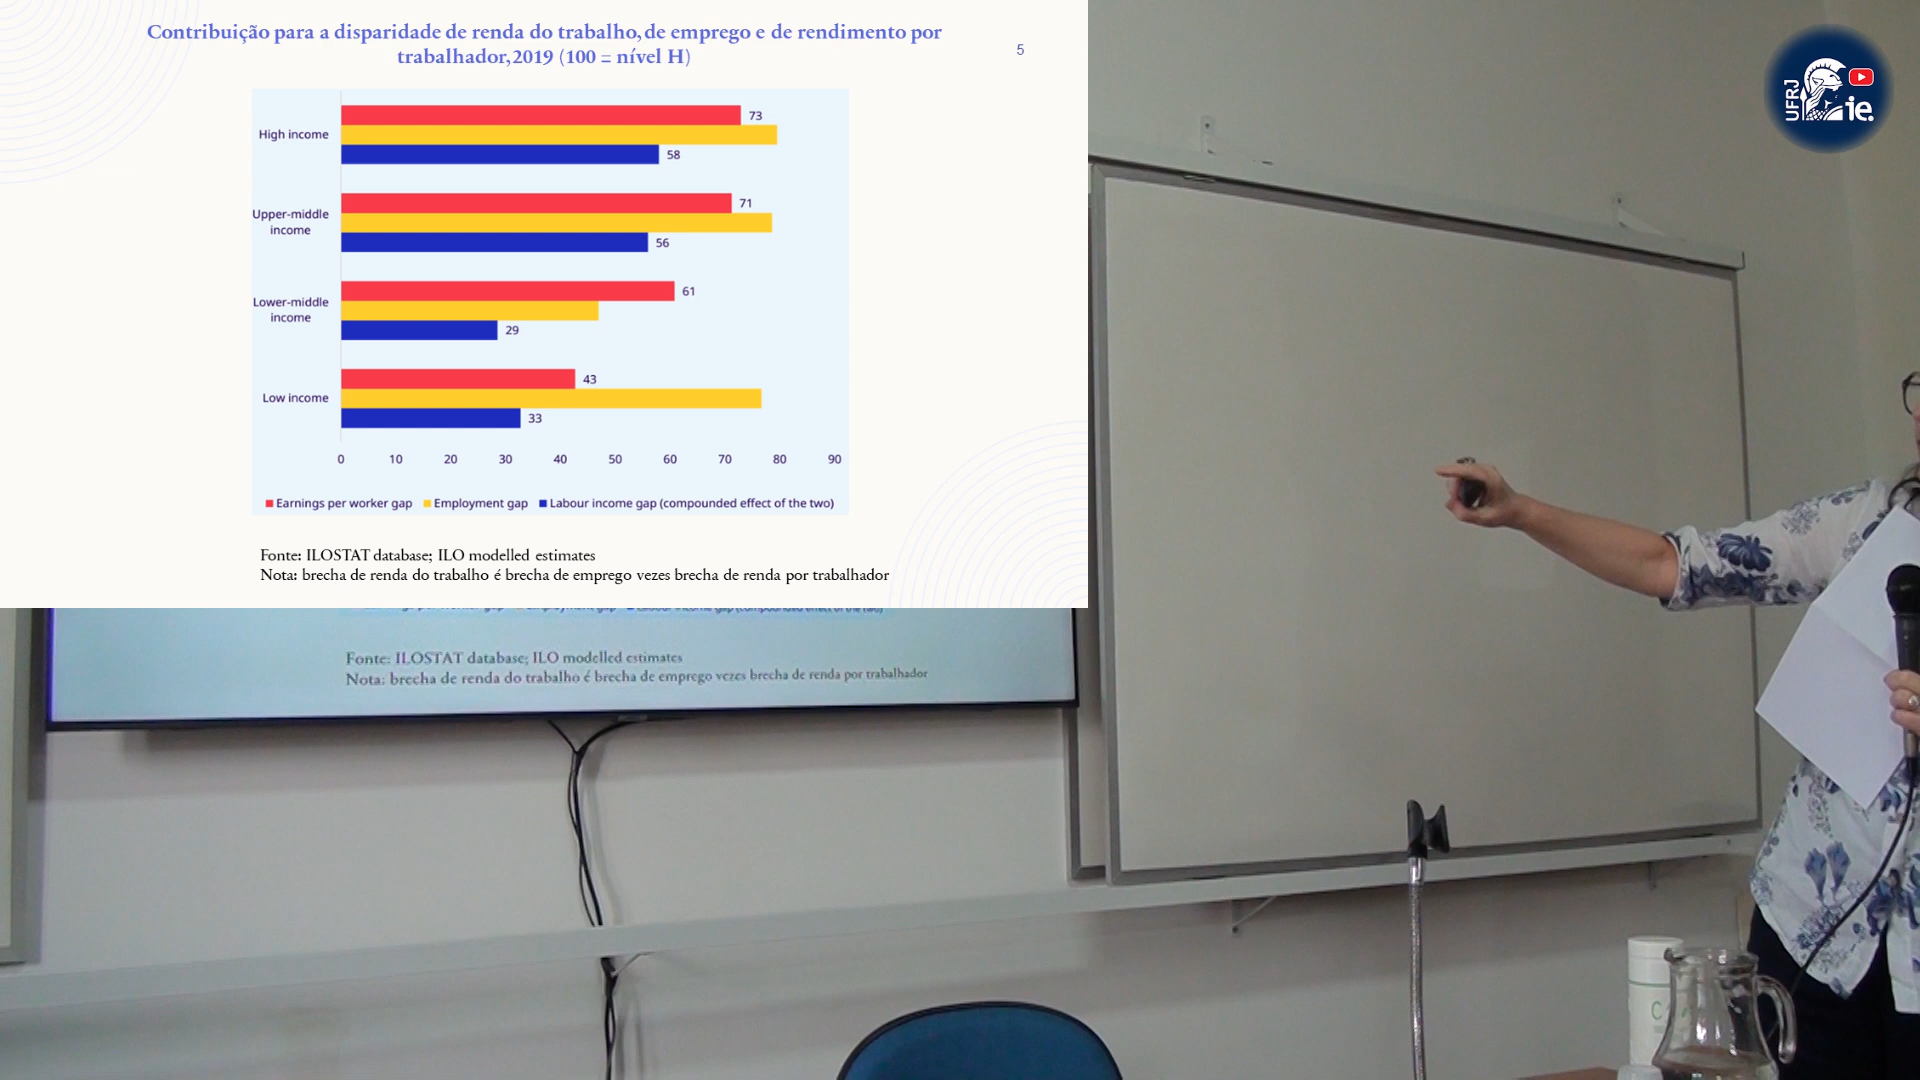 Contribuição para a disparidade de renda do trabalho, de emprego e de rendimento por
trabalhador,2019 (100 = nível H)
5
High income
73
58
Upper-middle
income
71
56
Lower-middle
income
61
29
Low income
43
33
0 10 20 30 40 50 60 70 80 90
Earnings per worker gap Employment gap Labour income gap (compounded effect of the two)
Fonte: ILOSTAT database; ILO modelled estimates
Nota: brecha de renda do trabalho é brecha de emprego vezes brecha de renda por trabalhador
UFRJ
ie.
Fonte: ILOSTAT database; ILO modelled estimates
Nota: brecha de renda do trabalho é brecha de emprego vezes brecha de renda por trabalhador